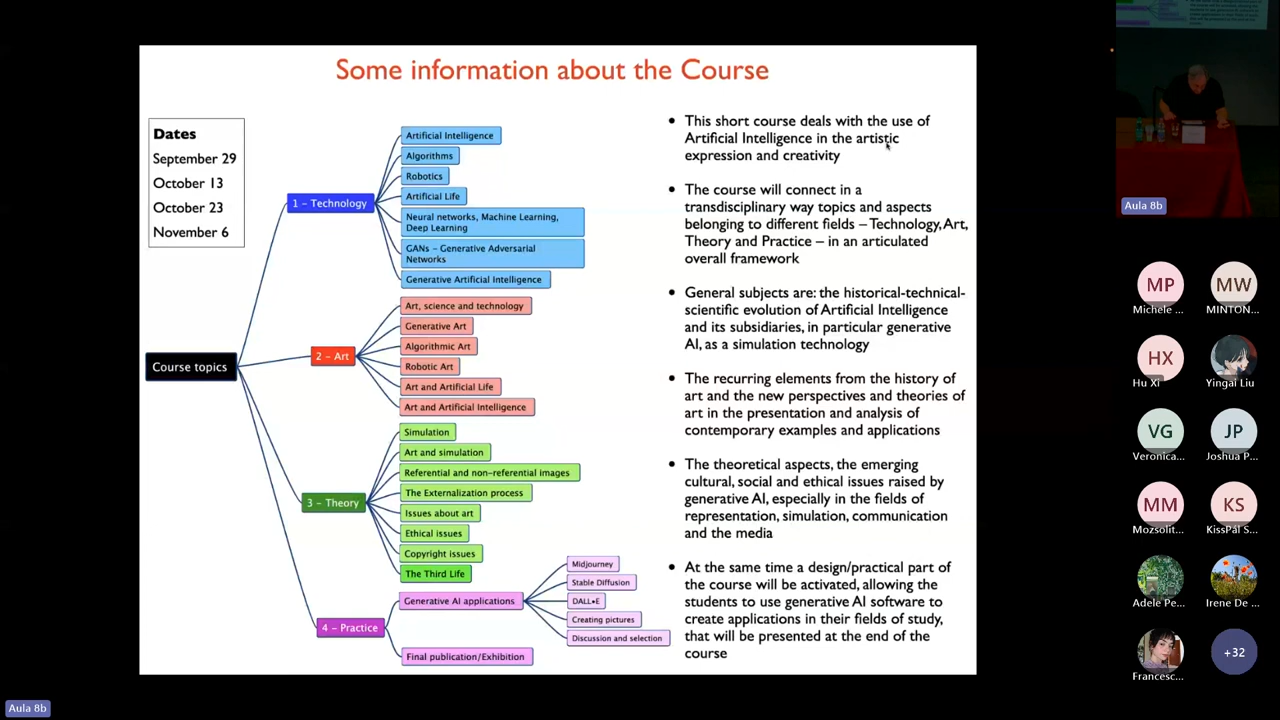 Some information about the Course
Dates
September 29
October 13
October 23
November 6
Course topics
1 – Technology
Artificial Intelligence
Algorithms
Robotics
Artificial Life
Neural networks, Machine Learning,
Deep Learning
GANs – Generative Adversarial
Networks
Generative Artificial Intelligence
2 – Art
Art, science and technology
Generative Art
Algorithmic Art
Robotic Art
Art and Artificial Life
Art and Artificial Intelligence
3 – Theory
Simulation
Art and simulation
Referential and non-referential images
The Externalization process
Issues about art
Ethical issues
Copyright issues
The Third Life
4 – Practice
Generative AI applications
Midjourney
Stable Diffusion
DALL•E
Creating pictures
Discussion and selection
Final publication/Exhibition
• This short course deals with the use of
Artificial Intelligence in the artistic
expression and creativity
• The course will connect in a
transdisciplinary way topics and aspects
belonging to different fields – Technology, Art,
Theory and Practice – in an articulated
overall framework
• General subjects are: the historical-technical-
scientific evolution of Artificial Intelligence
and its subsidiaries, in particular generative
AI, as a simulation technology
• The recurring elements from the history of
art and the new perspectives and theories of
art in the presentation and analysis of
contemporary examples and applications
• The theoretical aspects, the emerging
cultural, social and ethical issues raised by
generative AI, especially in the fields of
representation, simulation, communication
and the media
• At the same time a design/practical part of
the course will be activated, allowing the
students to use generative AI software to
create applications in their fields of study,
that will be presented at the end of the
course
Aula 8b
MP
Michele ...
MW
MINTON...
HX
Hu Xi
Yingal Liu
VG
Veronica...
JP
Joshua P...
MM
Mozsolit...
KS
KissPál S...
Adele Pe...
Irene De ...
Francesc...
+32
Aula 8b